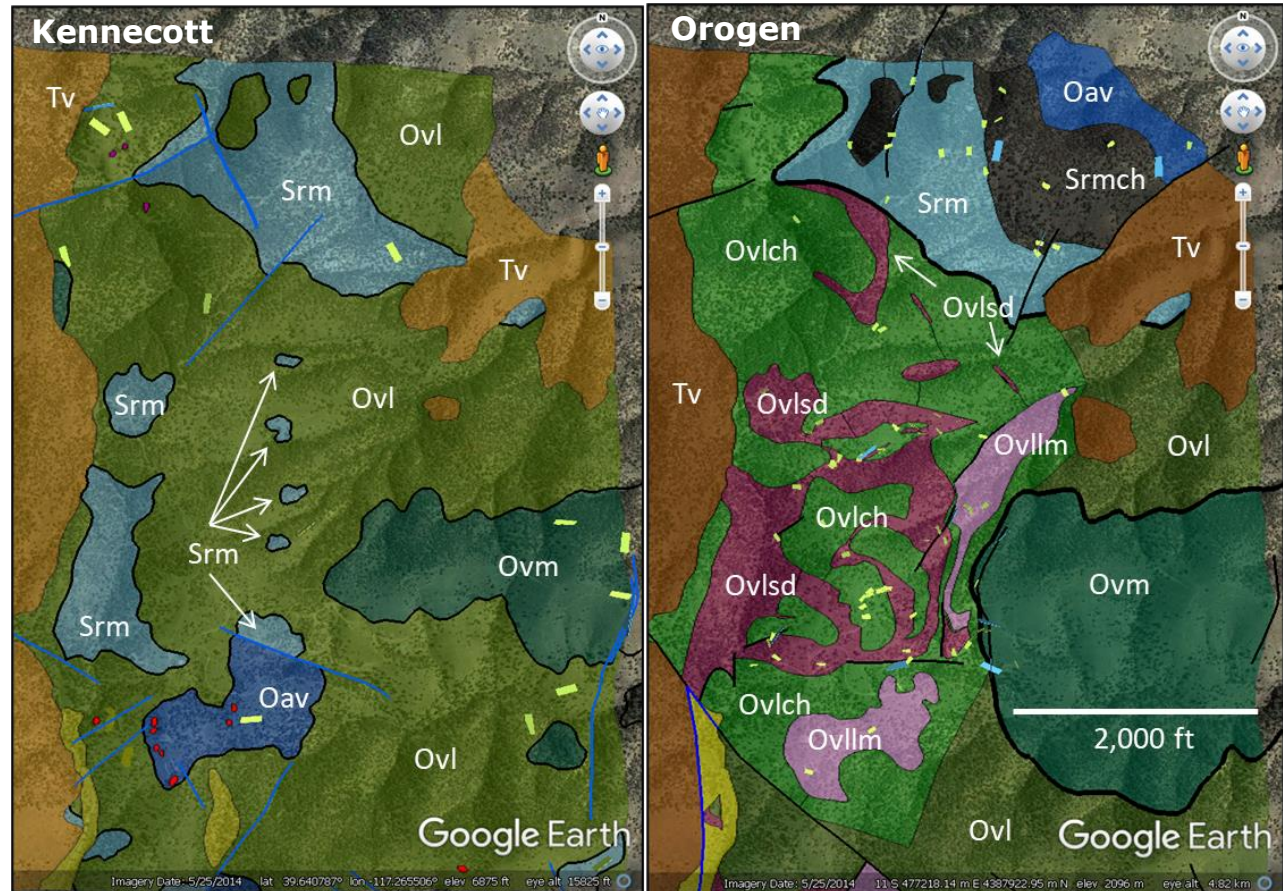 Kennecott
N
Tv
Ovl
Srm
Tv
Srm
Ovl
Srm
Ovm
Srm
Oav
Ovl
Google Earth
Imagery Date: 5/25/2014 lat 39.640787° lon -117.265506° elev 6875 ft eye alt 15825 ft
Orogen
N
Oav
Srmch
Srm
Tv
Ovlch
Ovlsd
Tv
Ovlsd
Ovllm
Ovl
Ovlch
Ovlsd
Ovm
Ovlch
2,000 ft
Ovllm
Ovl
Google Earth
Imagery Date: 5/25/2014 11 S 477218.14 m E 4387922.95 m N elev 2096 m eye alt 4.82 km